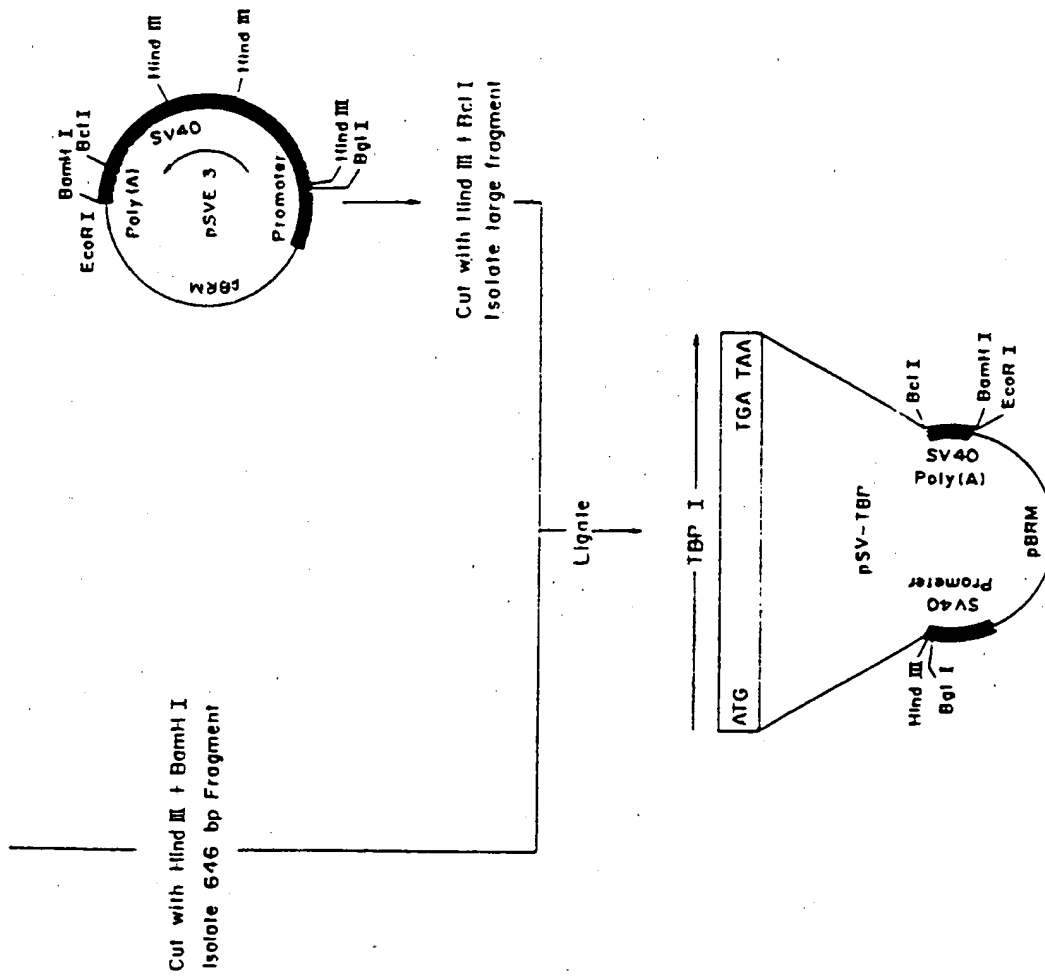 Cut with Hind III + BamH I
Isolate 646 bp Fragment
EcoR I
BamH I
Bcl I
Hind III
Hind III
Poly(A)
SV40
pSVE 3
Promoter
pBRM
Hind III
Bgl I
Cut with Hind III + Bcl I
Isolate large fragment
Ligate
TBP I
ATG
TGA TAA
Hind III
Bgl I
SV40
Promoter
pSV-TBP
Bcl I
SV40
Poly(A)
BamH I
EcoR I
pBRM